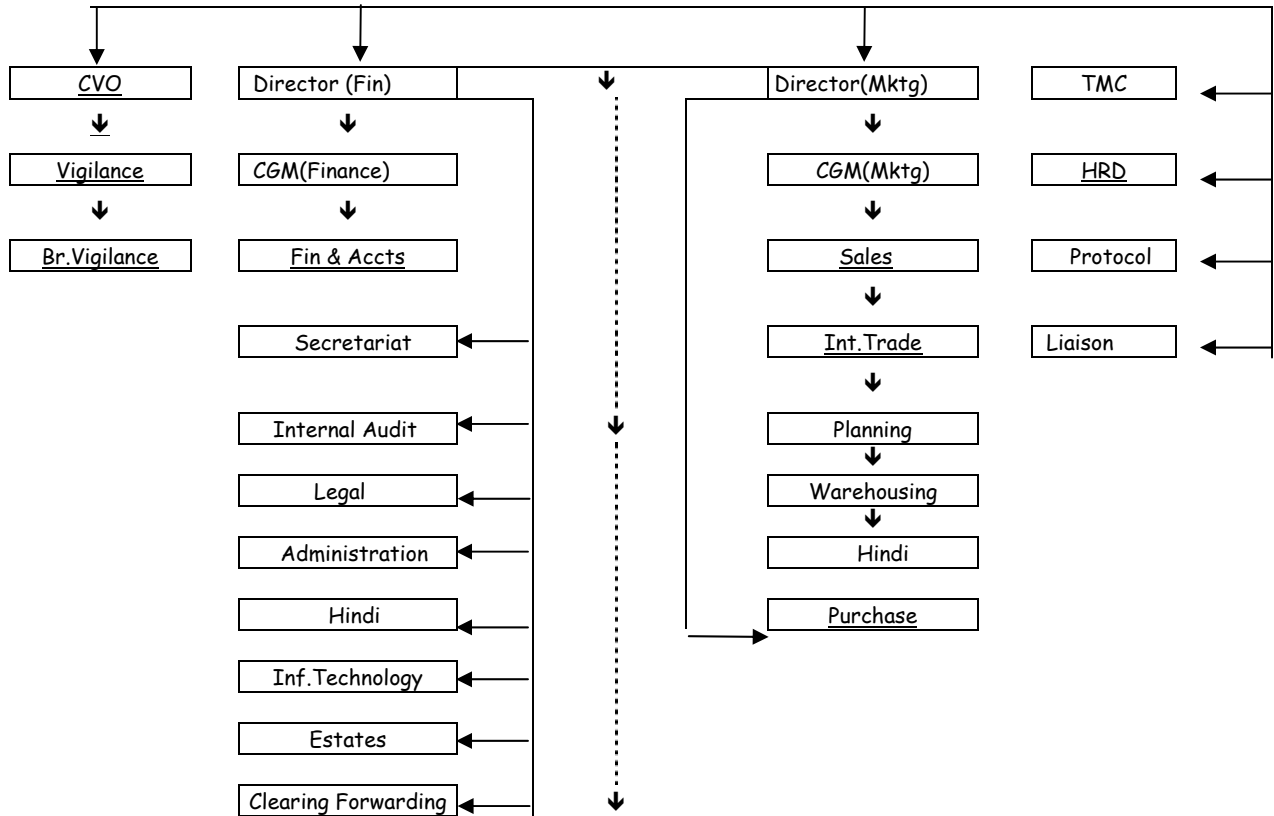 CVO
Director (Fin)
Director(Mktg)
TMC
Vigilance
CGM(Finance)
CGM(Mktg)
HRD
Br.Vigilance
Fin & Accts
Sales
Protocol
Secretariat
Int.Trade
Liaison
Internal Audit
Planning
Legal
Warehousing
Administration
Hindi
Hindi
Purchase
Inf.Technology
Estates
Clearing Forwarding